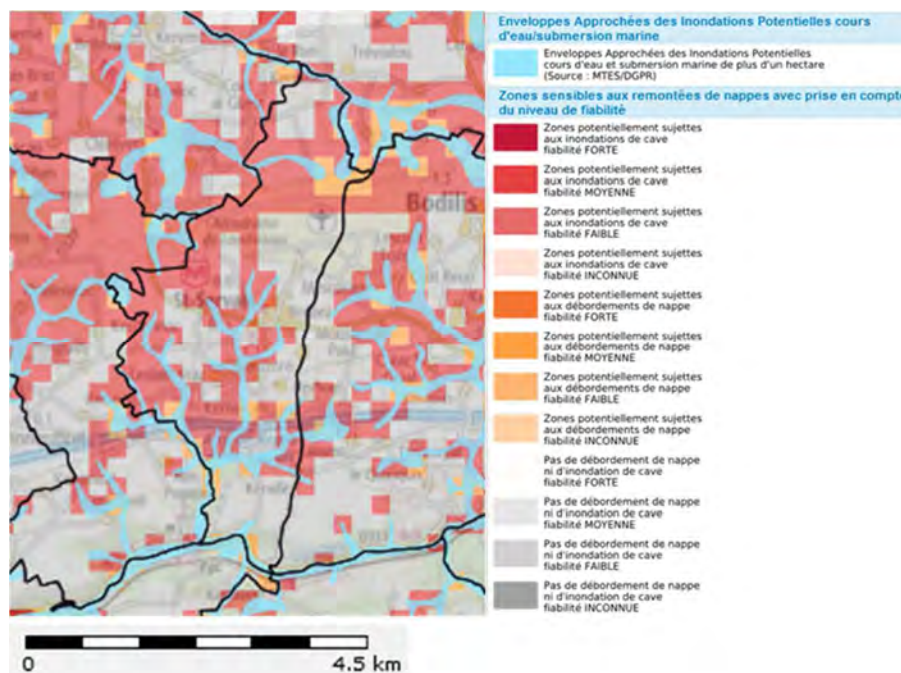 Bodilis
St-Servais
0
4.5 km
Enveloppes Approchées des Inondations Potentielles cours
d'eau/submersion marine
Enveloppes Approchées des Inondations Potentielles
cours d'eau et submersion marine de plus d'un hectare
(Source : MTES/DGPR)
Zones sensibles aux remontées de nappes avec prise en compte
du niveau de fiabilité
Zones potentiellement sujettes
aux inondations de cave
fiabilité FORTE
Zones potentiellement sujettes
aux inondations de cave
fiabilité MOYENNE
Zones potentiellement sujettes
aux inondations de cave
fiabilité FAIBLE
Zones potentiellement sujettes
aux inondations de cave
fiabilité INCONNUE
Zones potentiellement sujettes
aux débordements de nappe
fiabilité FORTE
Zones potentiellement sujettes
aux débordements de nappe
fiabilité MOYENNE
Zones potentiellement sujettes
aux débordements de nappe
fiabilité FAIBLE
Zones potentiellement sujettes
aux débordements de nappe
fiabilité INCONNUE
Pas de débordement de nappe
ni d'inondation de cave
fiabilité FORTE
Pas de débordement de nappe
ni d'inondation de cave
fiabilité MOYENNE
Pas de débordement de nappe
ni d'inondation de cave
fiabilité FAIBLE
Pas de débordement de nappe
ni d'inondation de cave
fiabilité INCONNUE